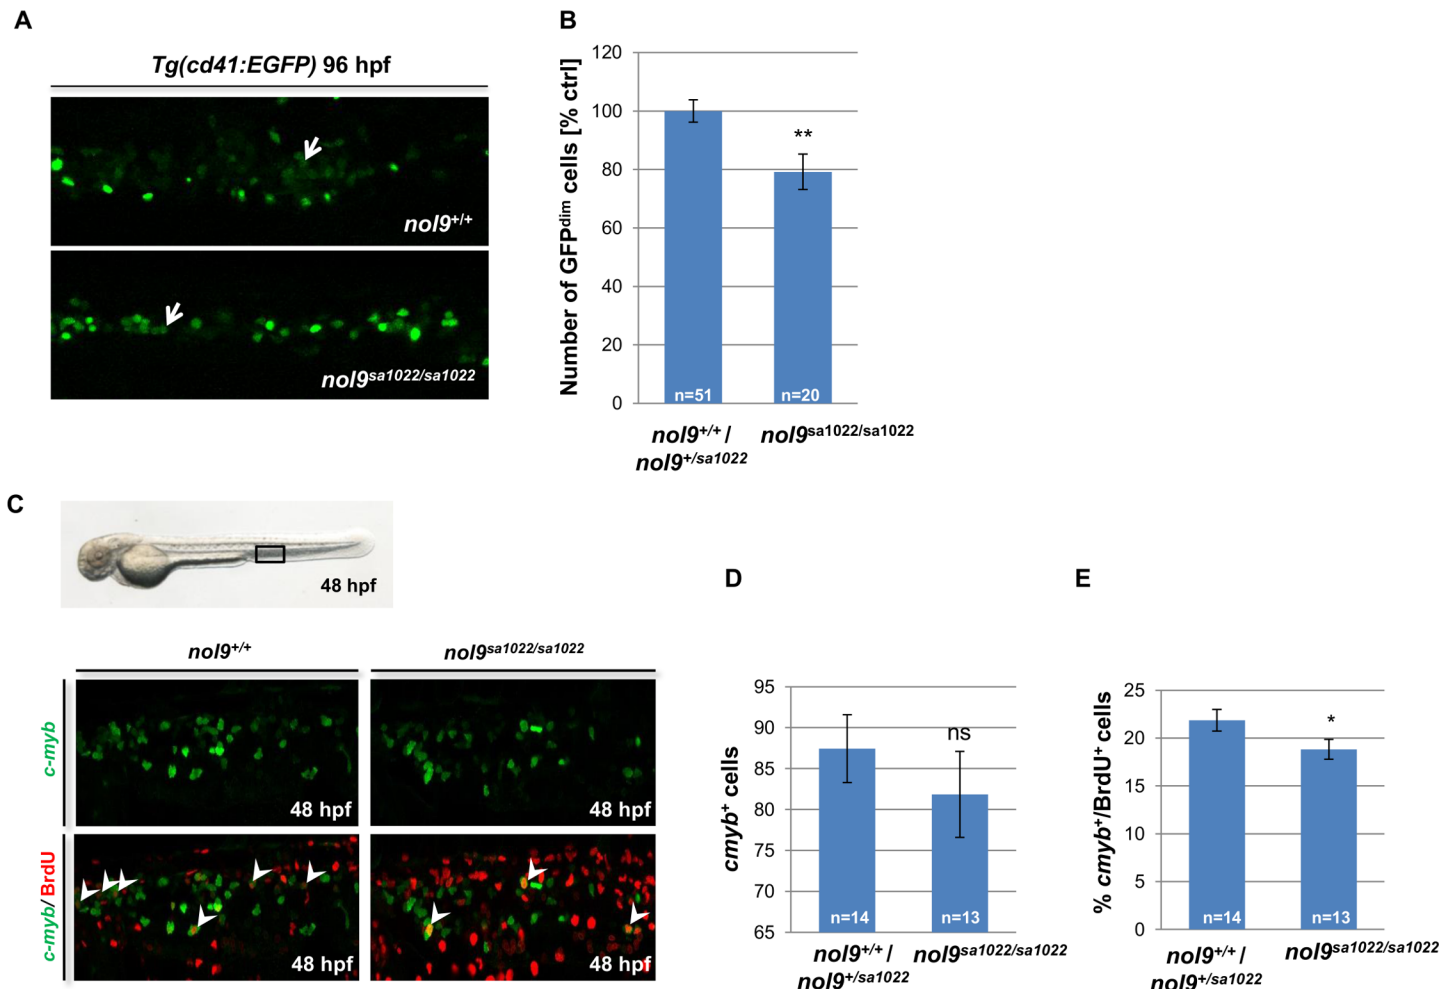 A
Tg(cd41:EGFP) 96 hpf
nol9+/+
nol9sa1022/sa1022
B
Number of GFPdim cells [% ctrl]
120
100
80
60
40
20
0
**
n=51
n=20
nol9+/+ /
nol9+/sa1022
nol9sa1022/sa1022
C
48 hpf
nol9+/+
nol9sa1022/sa1022
c-myb
48 hpf
48 hpf
c-myb/BrdU
48 hpf
48 hpf
D
cmyb+ cells
95
90
85
80
75
70
65
ns
n=14
n=13
nol9+/+ /
nol9+/sa1022
nol9sa1022/sa1022
E
% cmyb+/BrdU+ cells
25
20
15
10
5
0
*
n=14
n=13
nol9+/+ /
nol9+/sa1022
nol9sa1022/sa1022